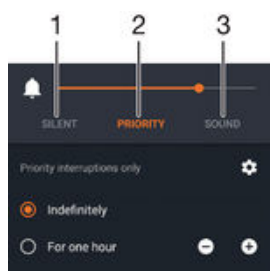 1 2 3
SILENT PRIORITY SOUND
Priority interruptions only
Indefinitely
For one hour